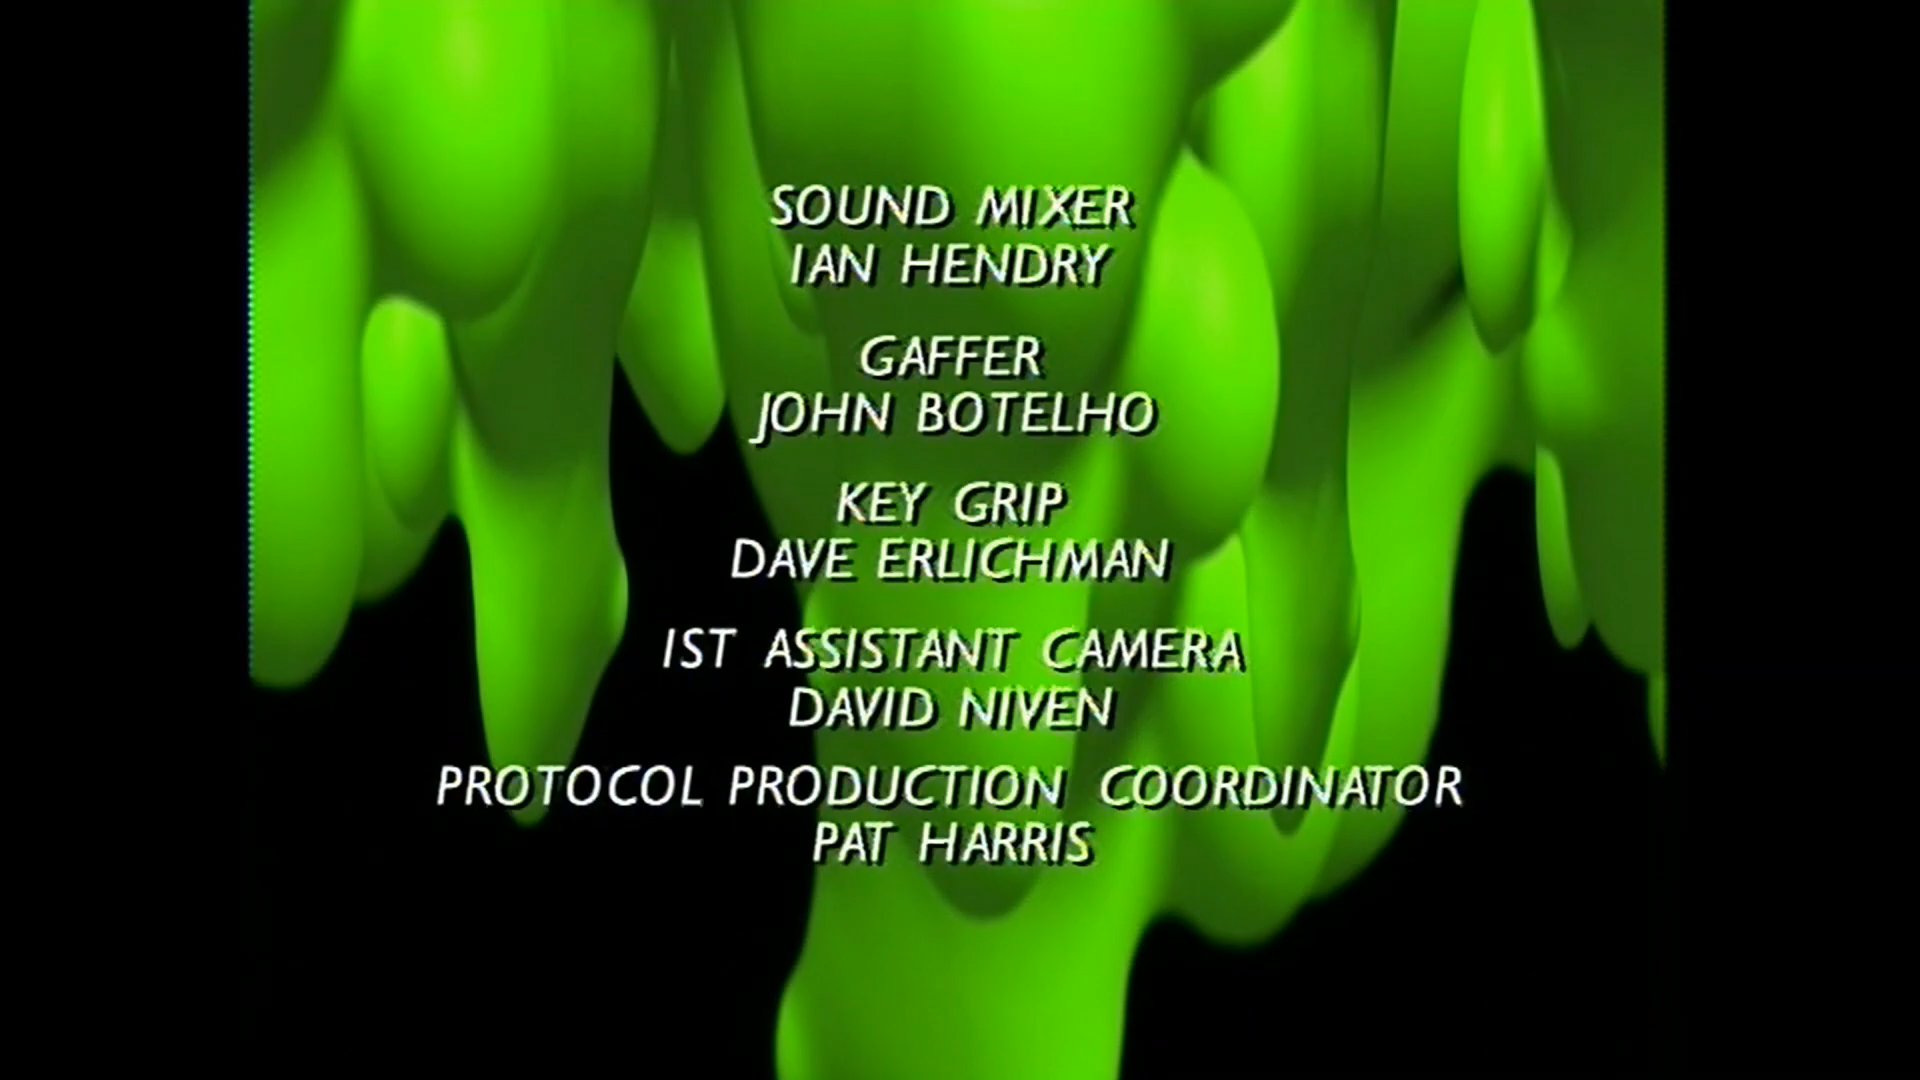 SOUND MIXER
IAN HENDRY
GAFFER
JOHN BOTELHO
KEY GRIP
DAVE ERLICHMAN
1ST ASSISTANT CAMERA
DAVID NIVEN
PROTOCOL PRODUCTION COORDINATOR
PAT HARRIS